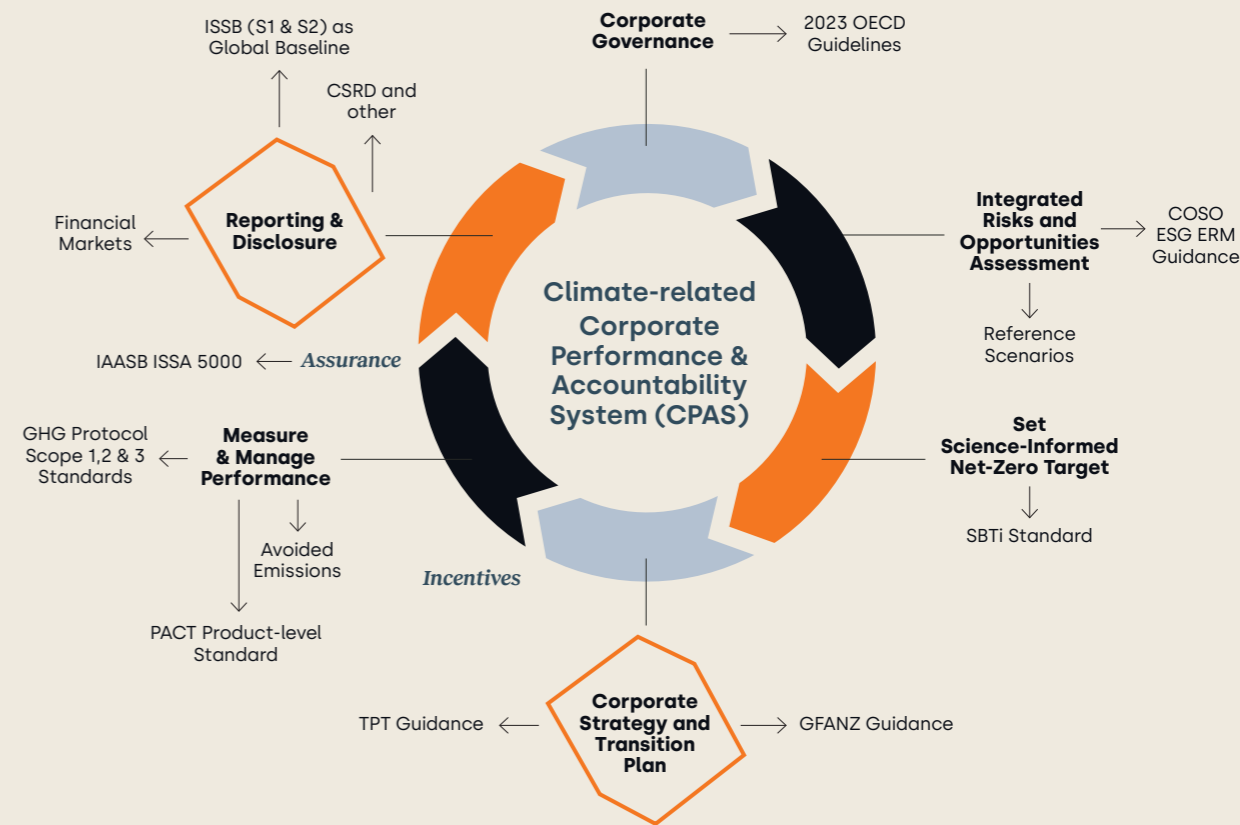 ISSB (S1 & S2) as
Global Baseline
CSRD and
other
Corporate
Governance
2023 OECD
Guidelines
Financial
Markets
Reporting &
Disclosure
Integrated
Risks and
Opportunities
Assessment
COSO
ESG ERM
Guidance
Reference
Scenarios
Climate-related
Corporate
Performance &
Accountability
System (CPAS)
IAASB ISSA 5000
Assurance
GHG Protocol
Scope 1,2 & 3
Standards
Measure
& Manage
Performance
Set
Science-Informed
Net-Zero Target
SBTi Standard
Avoided
Emissions
Incentives
PACT Product-level
Standard
TPT Guidance
Corporate
Strategy and
Transition
Plan
GFANZ Guidance